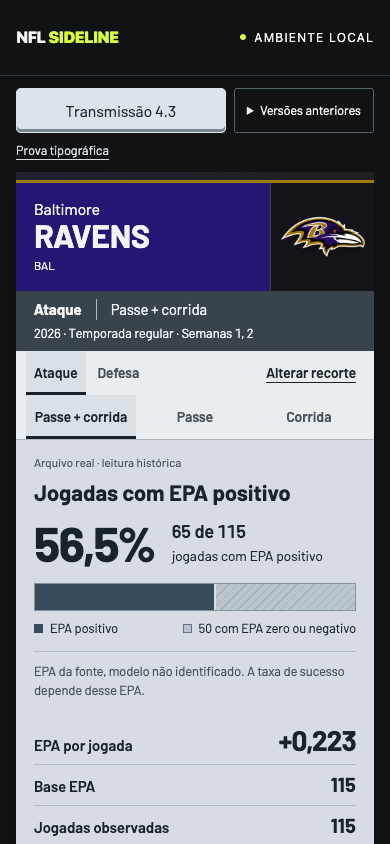 NFL SIDELINE
AMBIENTE LOCAL
Transmissão 4.3
Versões anteriores
Prova tipográfica
Baltimore
RAVENS
BAL
Ataque
Passe + corrida
2026 · Temporada regular · Semanas 1, 2
Ataque
Defesa
Alterar recorte
Passe + corrida
Passe
Corrida
Arquivo real · leitura histórica
Jogadas com EPA positivo
56,5%
65 de 115
jogadas com EPA positivo
EPA positivo
50 com EPA zero ou negativo
EPA da fonte, modelo não identificado. A taxa de sucesso
depende desse EPA.
EPA por jogada
+0,223
Base EPA
115
Jogadas observadas
115